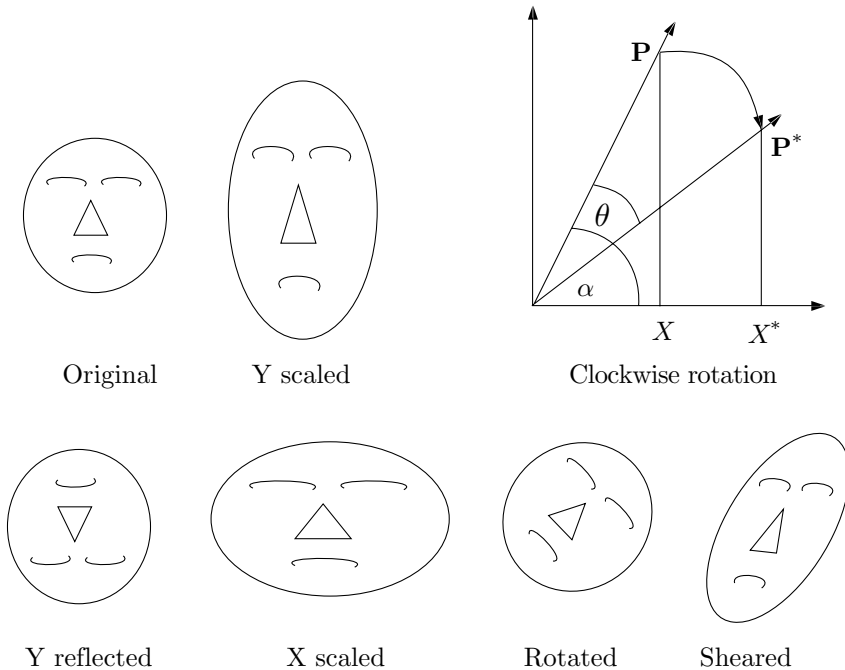 P
P*
θ
α
X X*
Original Y scaled Clockwise rotation
Y reflected X scaled Rotated Sheared